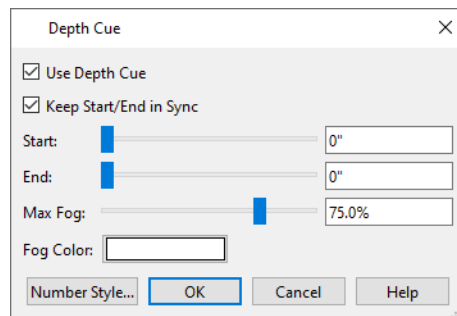 Depth Cue
Use Depth Cue
Keep Start/End in Sync
Start: 0"
End: 0"
Max Fog: 75.0%
Fog Color:
Number Style... OK Cancel Help